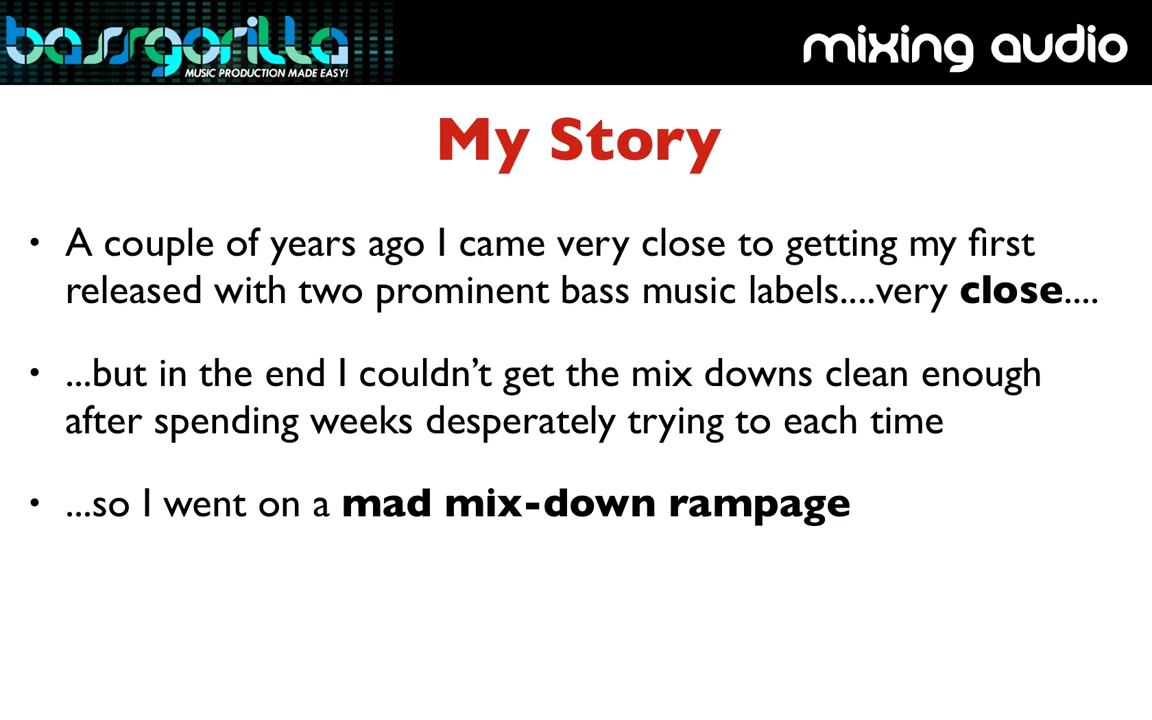 bassgorilla
MUSIC PRODUCTION MADE EASY!
mixing audio
My Story
• A couple of years ago I came very close to getting my first
released with two prominent bass music labels....very close....
• ...but in the end I couldn’t get the mix downs clean enough
after spending weeks desperately trying to each time
• ...so I went on a mad mix-down rampage